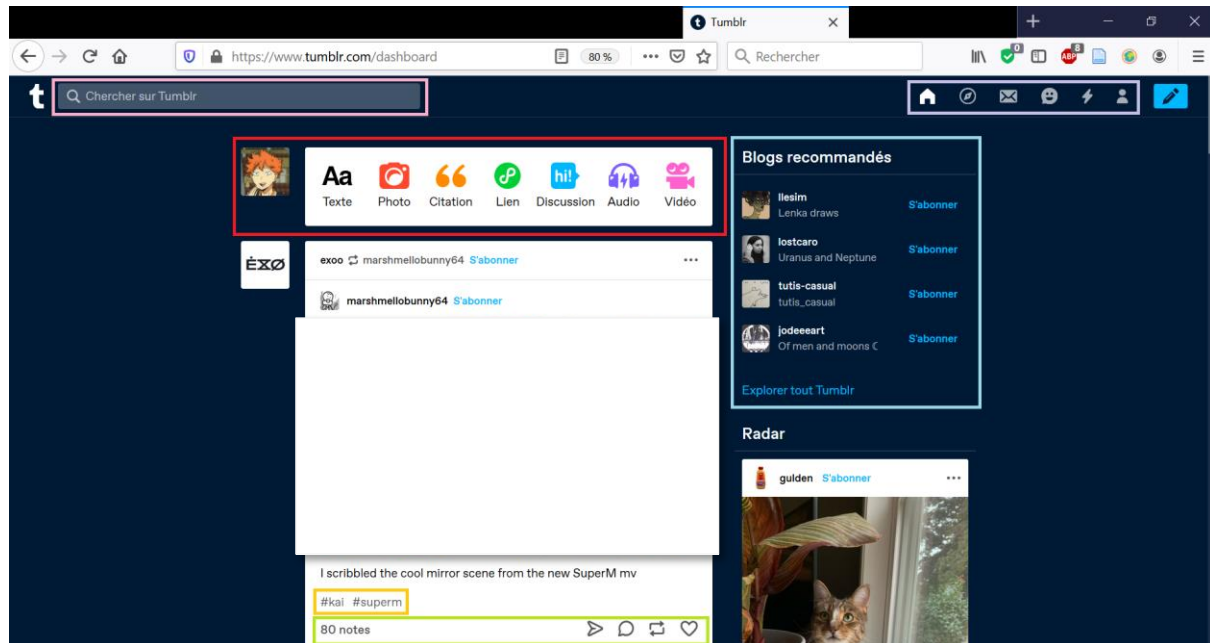 Tumblr
https://www.tumblr.com/dashboard
80 %
Rechercher
0
8
ABP
t
Chercher sur Tumblr
Aa
hi!
Texte
Photo
Citation
Lien
Discussion
Audio
Vidéo
ĖXØ
exoo marshmellobunny64 S'abonner
marshmellobunny64 S'abonner
I scribbled the cool mirror scene from the new SuperM mv
#kai #superm
80 notes
Blogs recommandés
llesim
Lenka draws
S'abonner
lostcaro
Uranus and Neptune
S'abonner
tutis-casual
tutis_casual
S'abonner
jodeeeart
Of men and moons ☾
S'abonner
Explorer tout Tumblr
Radar
gulden S'abonner